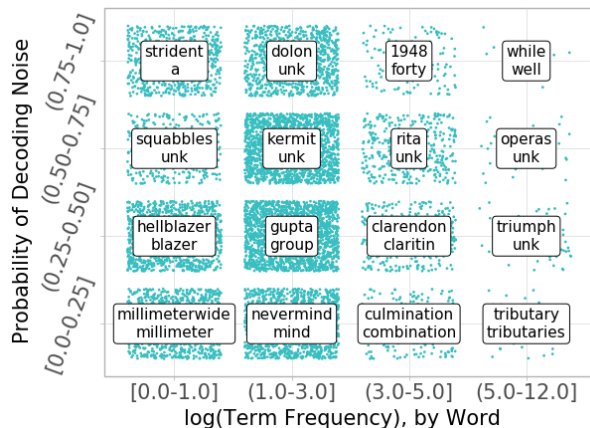 Probability of Decoding Noise
(0.75-1.0]
strident
a
dolon
unk
1948
forty
while
well
(0.50-0.75]
squabbles
unk
kermit
unk
rita
unk
operas
unk
(0.25-0.50]
hellblazer
blazer
gupta
group
clarendon
claritin
triumph
unk
[0.0-0.25]
millimeterwide
millimeter
nevermind
mind
culmination
combination
tributary
tributaries
[0.0-1.0]
(1.0-3.0]
(3.0-5.0]
(5.0-12.0]
log(Term Frequency), by Word